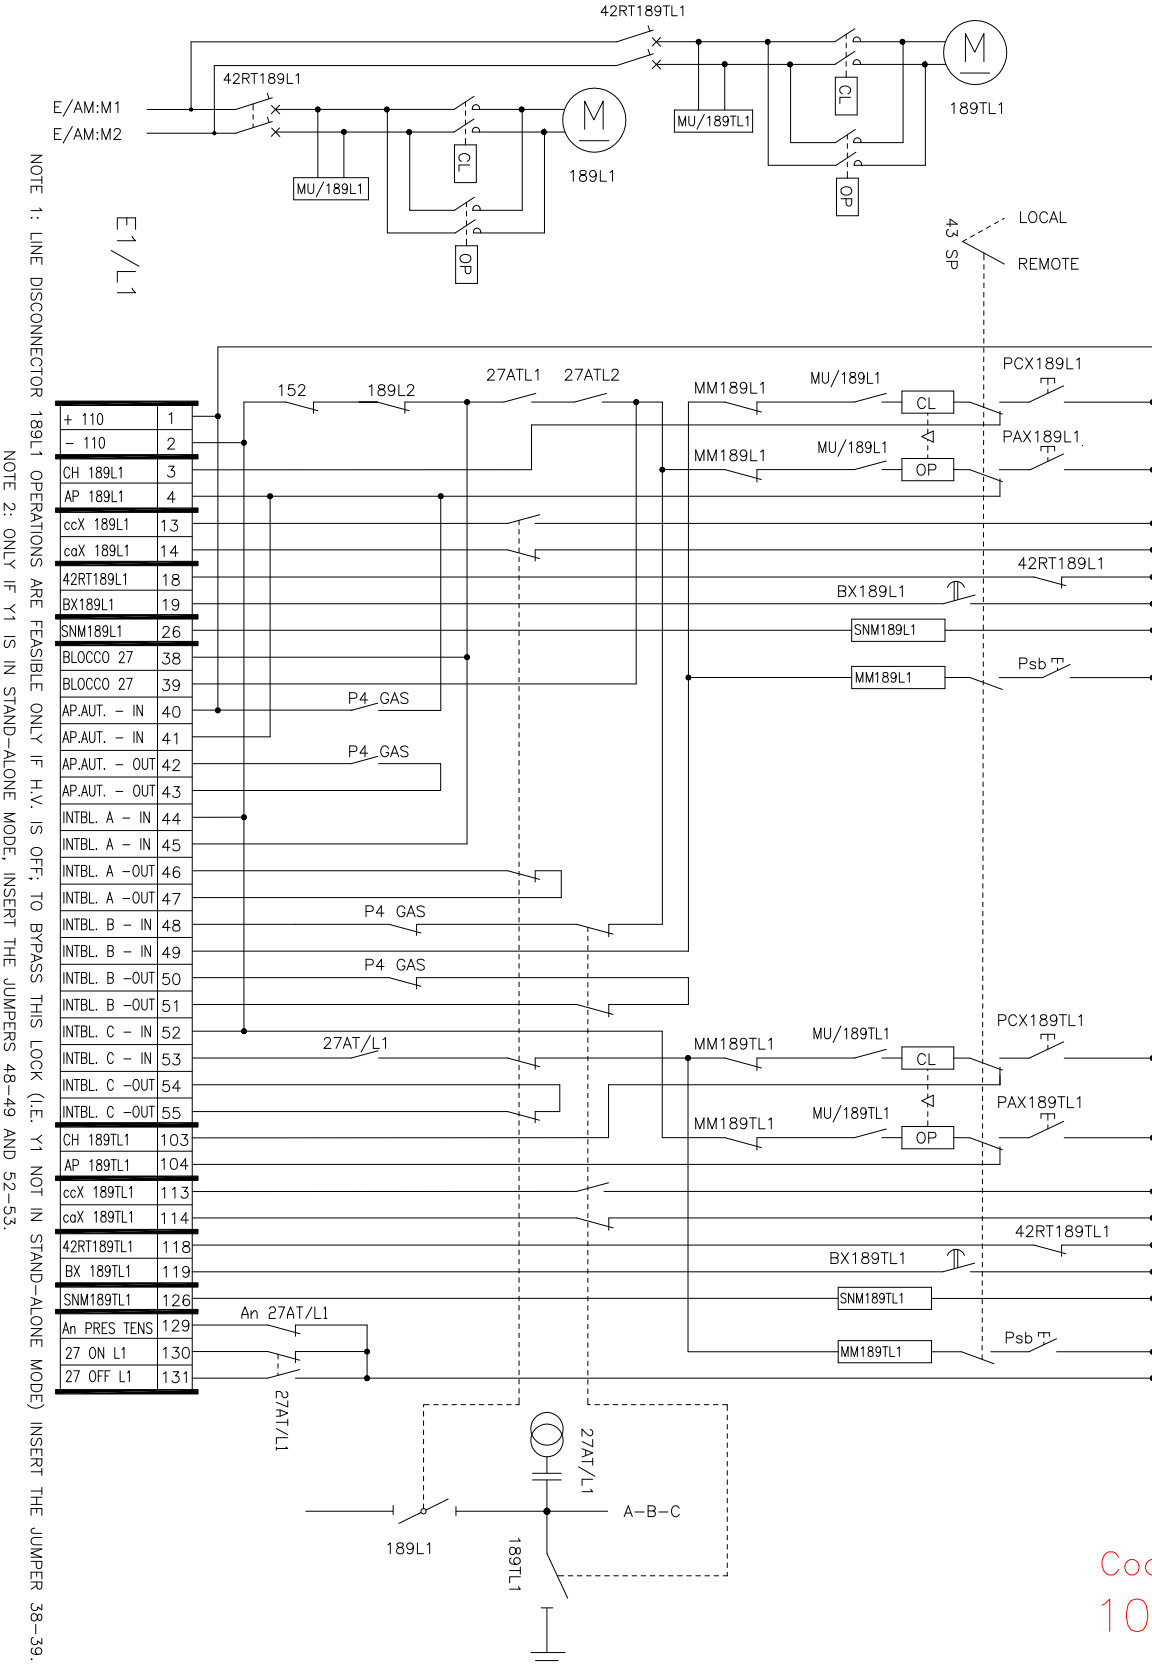 42RT189TL1
M
189TL1
CL
MU/189TL1
OP
42RT189L1
E/AM:M1
E/AM:M2
M
189L1
CL
MU/189L1
OP
E1/L1
LOCAL
43 SP
REMOTE
NOTE 1: LINE DISCONNECTOR 189L1 OPERATIONS ARE FEASIBLE ONLY IF H.V. IS OFF; TO BYPASS THIS LOCK (I.E. Y1 NOT IN STAND-ALONE MODE) INSERT THE JUMPER 38-39.
NOTE 2: ONLY IF Y1 IS IN STAND-ALONE MODE, INSERT THE JUMPERS 48-49 AND 52-53.
152 189L2 27ATL1 27ATL2 MM189L1 MU/189L1 CL PCX189L1
MM189L1 MU/189L1 OP PAX189L1
+ 110 1
- 110 2
CH 189L1 3
AP 189L1 4
ccX 189L1 13
caX 189L1 14
42RT189L1 18 42RT189L1
BX189L1 19 BX189L1
SNM189L1 26 SNM189L1
BLOCCO 27 38 MM189L1 Psb
BLOCCO 27 39
AP.AUT. - IN 40 P4 GAS
AP.AUT. - IN 41
AP.AUT. - OUT 42 P4 GAS
AP.AUT. - OUT 43
INTBL. A - IN 44
INTBL. A - IN 45
INTBL. A -OUT 46
INTBL. A -OUT 47
INTBL. B - IN 48 P4 GAS
INTBL. B - IN 49
INTBL. B -OUT 50 P4 GAS
INTBL. B -OUT 51
INTBL. C - IN 52
INTBL. C - IN 53 27AT/L1 MM189TL1 MU/189TL1 CL PCX189TL1
INTBL. C -OUT 54
INTBL. C -OUT 55
MM189TL1 MU/189TL1 OP PAX189TL1
CH 189TL1 103
AP 189TL1 104
ccX 189TL1 113
caX 189TL1 114
42RT189TL1 118 42RT189TL1
BX 189TL1 119 BX189TL1
SNM189TL1 126 SNM189TL1
An PRES TENS 129 An 27AT/L1
27 ON L1 130 MM189TL1 Psb
27 OFF L1 131
27AT/L1
27AT/L1
A-B-C
189L1
189TL1
10